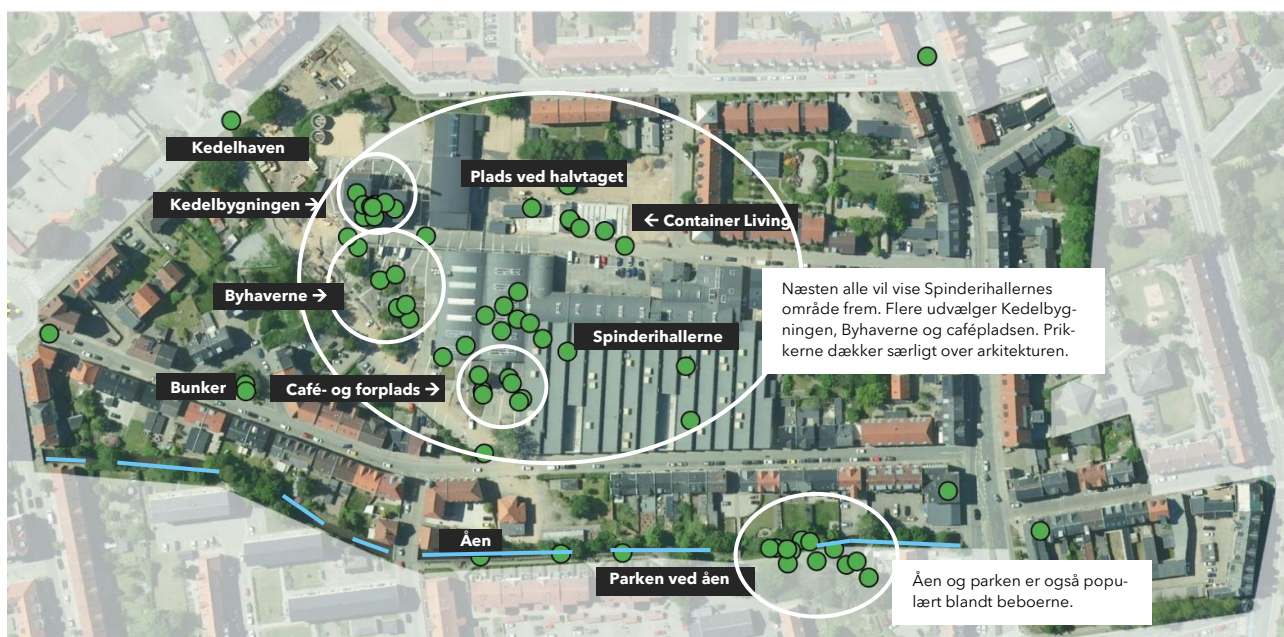 Kedelhaven
Plads ved halvtaget
Kedelbygningen →
← Container Living
Byhaverne →
Næsten alle vil vise Spinderihallernes
område frem. Flere udvælger Kedelbyg-
ningen, Byhaverne og cafépladsen. Prik-
kerne dækker særligt over arkitekturen.
Spinderihallerne
Bunker
Café- og forplads →
Åen
Parken ved åen
Åen og parken er også popu-
lært blandt beboerne.